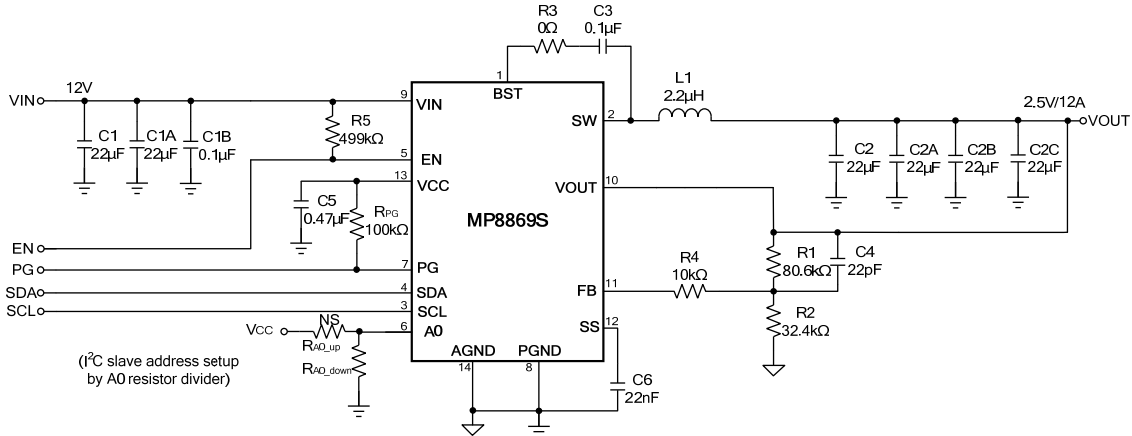 R3
0Ω
C3
0.1µF
1
BST
12V
VIN
9
VIN
C1
22µF
C1A
22µF
C1B
0.1µF
R5
499kΩ
5
EN
13
VCC
C5
0.47µF
RPG
100kΩ
SW
2
L1
2.2µH
2.5V/12A
VOUT
C2
22µF
C2A
22µF
C2B
22µF
C2C
22µF
VOUT
10
MP8869S
EN
PG
7
PG
SDA
4
SDA
SCL
3
SCL
R4
10kΩ
R1
80.6kΩ
C4
22pF
FB
11
R2
32.4kΩ
SS
12
VCC
NS
6
A0
RAO_up
RAO_down
(I²C slave address setup
by A0 resistor divider)
AGND
14
PGND
8
C6
22nF